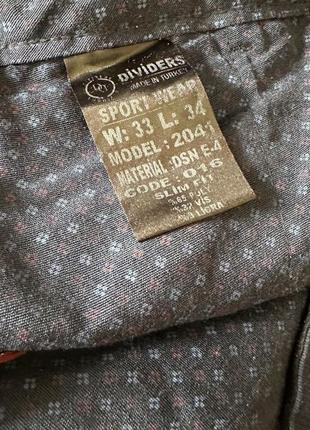 DIVIDERS
MADE IN TURKEY
SPORT WEAR
W: 33 L: 34
MODEL : 2041
MATERIAL :DSN E.4
CODE : 016
SLIM FIT
%65 POLY
%32 VIS
%3 LICRA